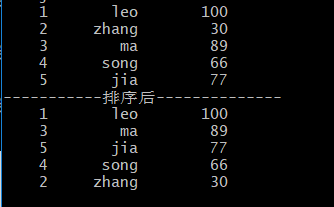 1 leo 100
2 zhang 30
3 ma 89
4 song 66
5 jia 77
-----------排序后--------------
1 leo 100
3 ma 89
5 jia 77
4 song 66
2 zhang 30